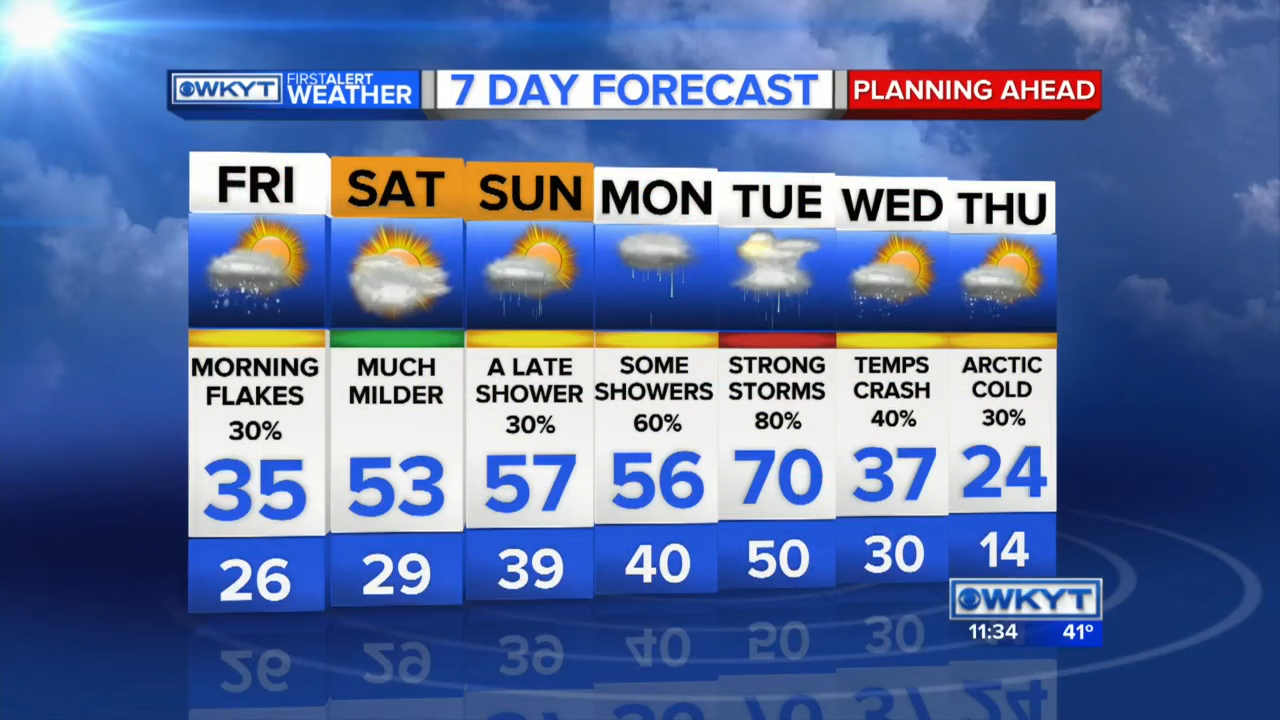 WKYT FIRST ALERT WEATHER 7 DAY FORECAST PLANNING AHEAD
FRI SAT SUN MON TUE WED THU
MORNING FLAKES
30%
35
26
MUCH MILDER
53
29
A LATE SHOWER
30%
57
39
SOME SHOWERS
60%
56
40
STRONG STORMS
80%
70
50
TEMPS CRASH
40%
37
30
ARCTIC COLD
30%
24
14
WKYT
11:34 41°